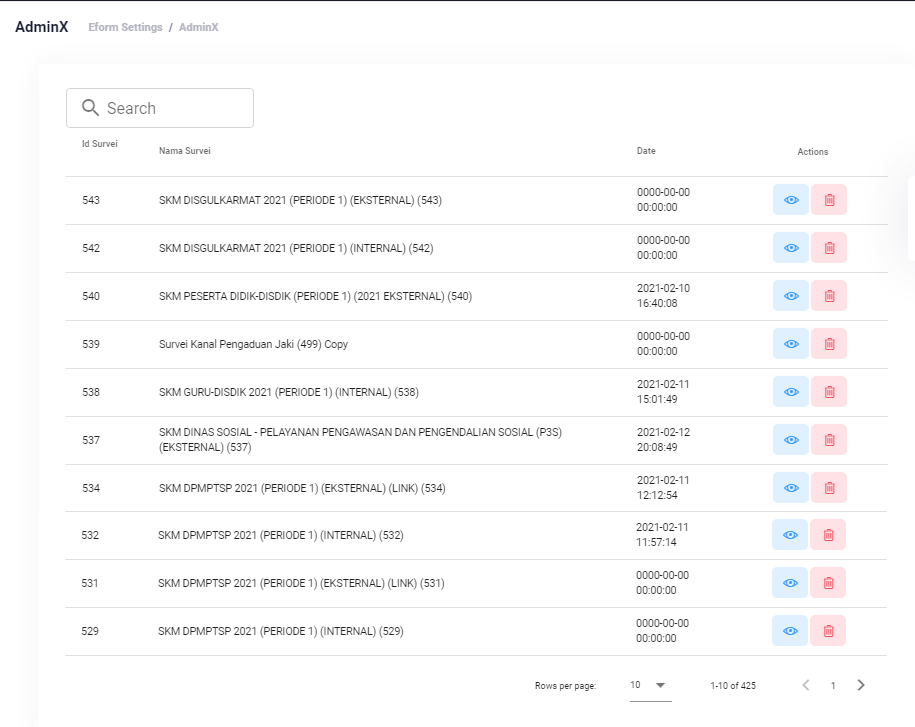 AdminX Eform Settings / AdminX
Search
Id Survei Nama Survei Date Actions
543 SKM DISGULKARMAT 2021 (PERIODE 1) (EKSTERNAL) (543) 0000-00-00
00:00:00
542 SKM DISGULKARMAT 2021 (PERIODE 1) (INTERNAL) (542) 0000-00-00
00:00:00
540 SKM PESERTA DIDIK-DISDIK (PERIODE 1) (2021 EKSTERNAL) (540) 2021-02-10
16:40:08
539 Survei Kanal Pengaduan Jaki (499) Copy 0000-00-00
00:00:00
538 SKM GURU-DISDIK 2021 (PERIODE 1) (INTERNAL) (538) 2021-02-11
15:01:49
537 SKM DINAS SOSIAL - PELAYANAN PENGAWASAN DAN PENGENDALIAN SOSIAL (P3S) 2021-02-12
(EKSTERNAL) (537) 20:08:49
534 SKM DPMPTSP 2021 (PERIODE 1) (EKSTERNAL) (LINK) (534) 2021-02-11
12:12:54
532 SKM DPMPTSP 2021 (PERIODE 1) (INTERNAL) (532) 2021-02-11
11:57:14
531 SKM DPMPTSP 2021 (PERIODE 1) (EKSTERNAL) (LINK) (531) 0000-00-00
00:00:00
529 SKM DPMPTSP 2021 (PERIODE 1) (INTERNAL) (529) 0000-00-00
00:00:00
Rows per page: 10 1-10 of 425 1